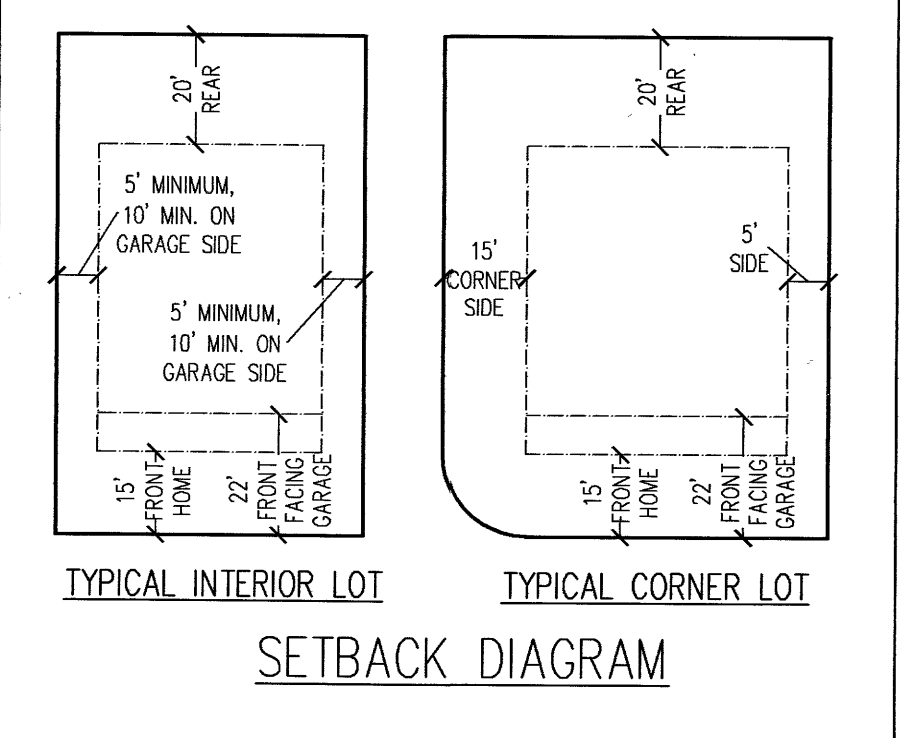 20'
REAR
5' MINIMUM,
10' MIN. ON
GARAGE SIDE
5' MINIMUM,
10' MIN. ON
GARAGE SIDE
15'
FRONT
HOME
22'
FRONT
FACING
GARAGE
TYPICAL INTERIOR LOT
20'
REAR
15'
CORNER
SIDE
5'
SIDE
15'
FRONT
HOME
22'
FRONT
FACING
GARAGE
TYPICAL CORNER LOT
SETBACK DIAGRAM